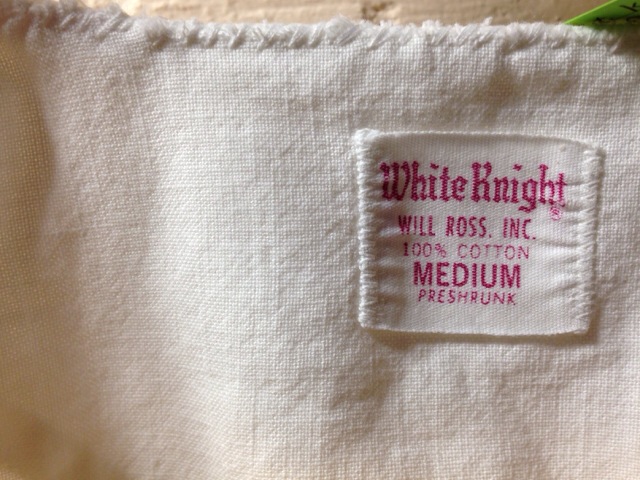 White Knight®
WILL ROSS. INC.
100% COTTON
MEDIUM
PRESHRUNK